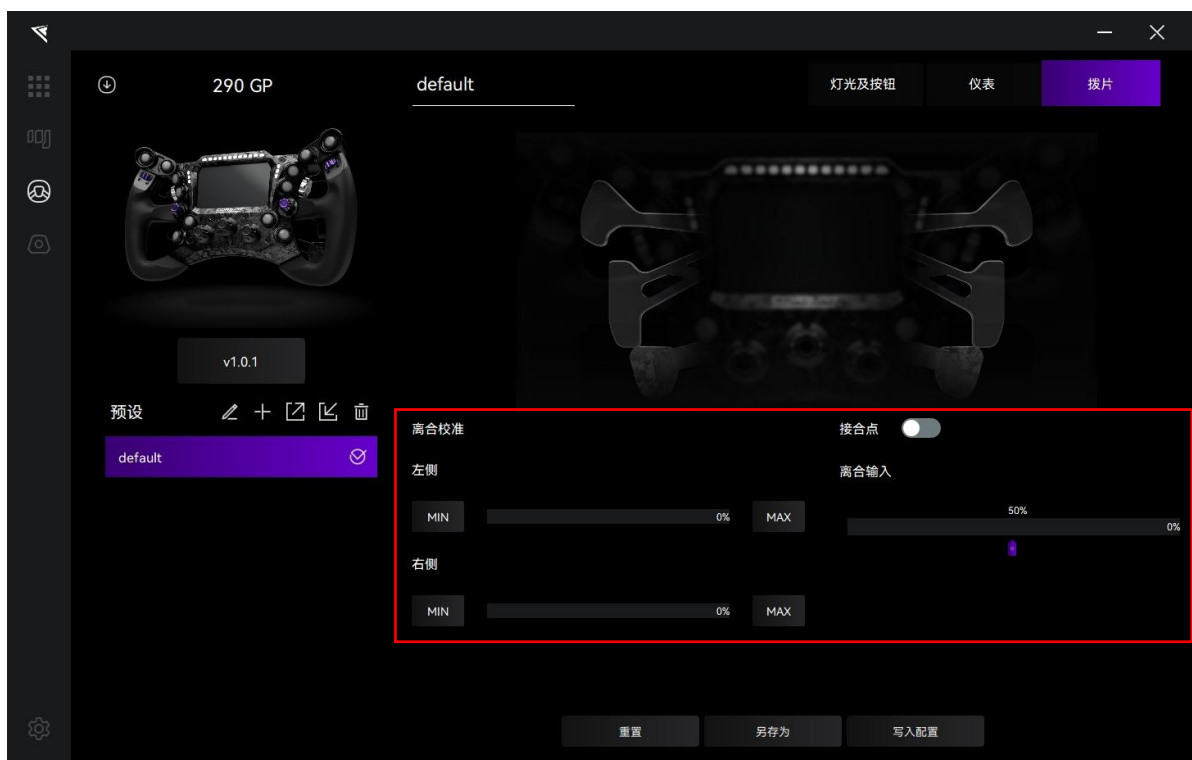 290 GP
default
灯光及按钮
仪表
拨片
v1.0.1
预设
default
离合校准
左侧
MIN
0%
MAX
右侧
MIN
0%
MAX
接合点
离合输入
50%
0%
重置
另存为
写入配置